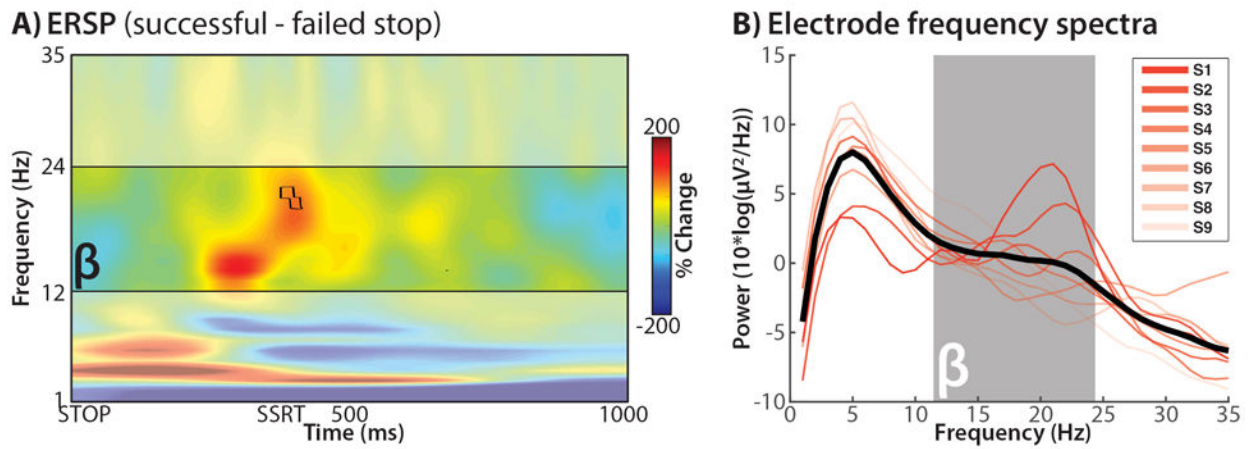 A) ERSP (successful - failed stop)
35
24
12
1
Frequency (Hz)
β
STOP
SSRT
500
1000
Time (ms)
200
-200
% Change
B) Electrode frequency spectra
15
10
5
0
-5
-10
Power (10*log(μV²/Hz))
β
0
5
10
15
20
25
30
35
Frequency (Hz)
S1
S2
S3
S4
S5
S6
S7
S8
S9